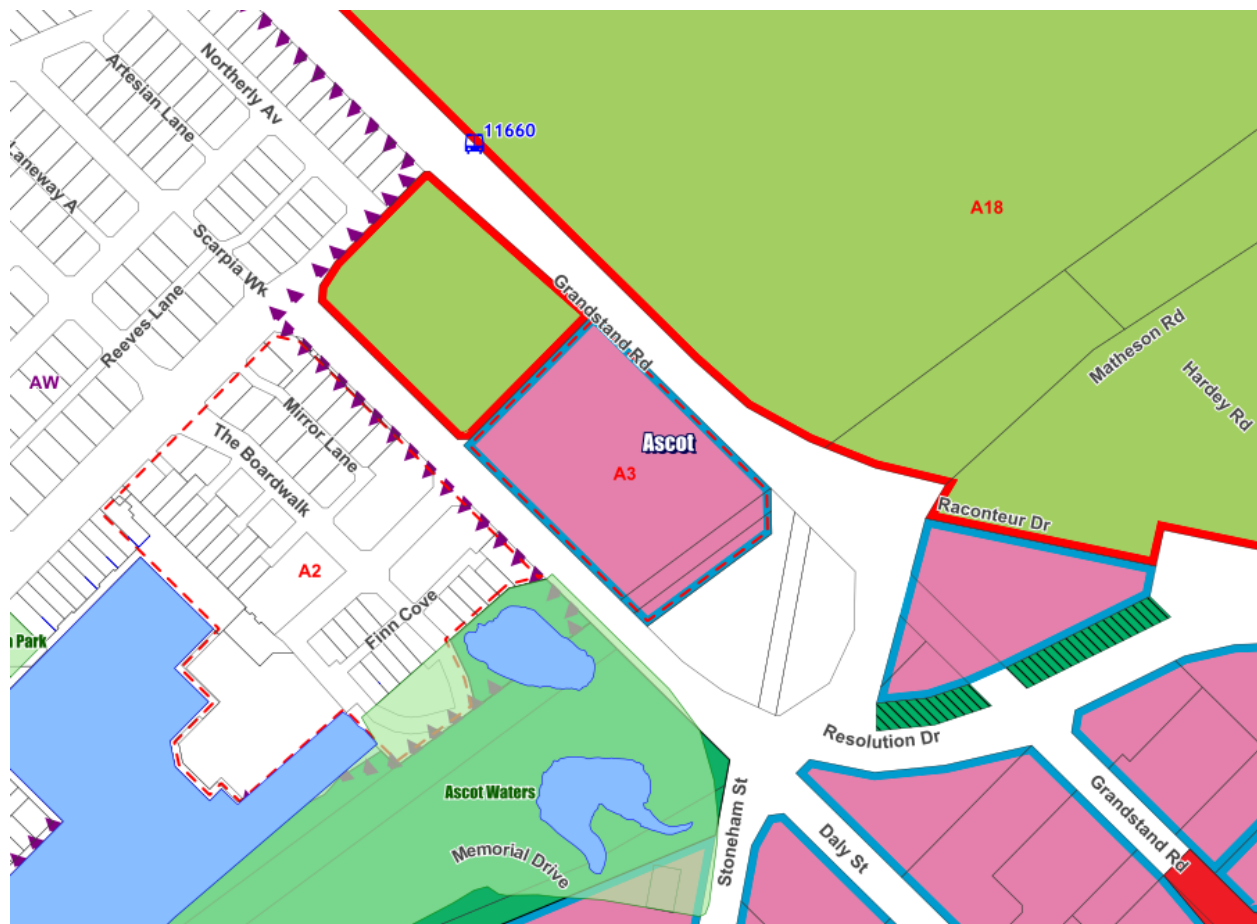 Northerly Av
Artesian Lane
11660
Laneway A
A18
Scarpia Wk
Reeves Lane
Grandstand Rd
Matheson Rd
Hardey Rd
AW
Mirror Lane
Ascot
The Boardwalk
A3
Raconteur Dr
A2
Finn Cove
Park
Resolution Dr
Ascot Waters
Stoneham St
Grandstand Rd
Daly St
Memorial Drive